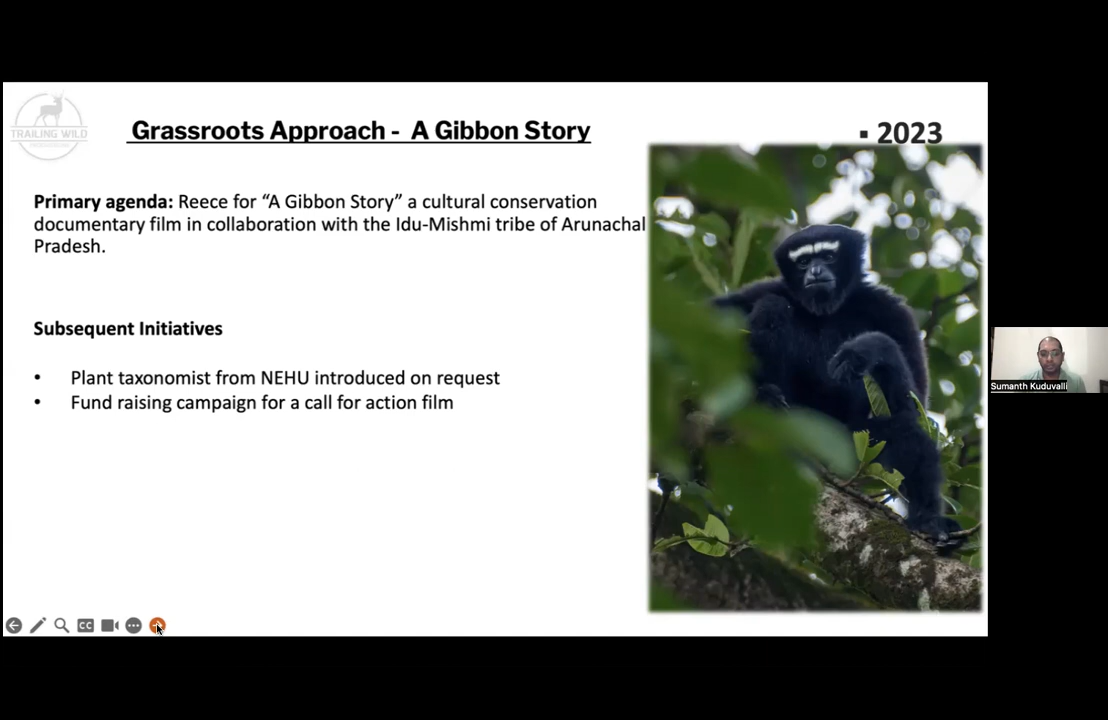 TRAILING WILD
Grassroots Approach - A Gibbon Story
▪ 2023
Primary agenda: Reece for “A Gibbon Story” a cultural conservation
documentary film in collaboration with the Idu-Mishmi tribe of Arunachal
Pradesh.
Subsequent Initiatives
• Plant taxonomist from NEHU introduced on request
• Fund raising campaign for a call for action film
CC
Sumanth Kuduvalli